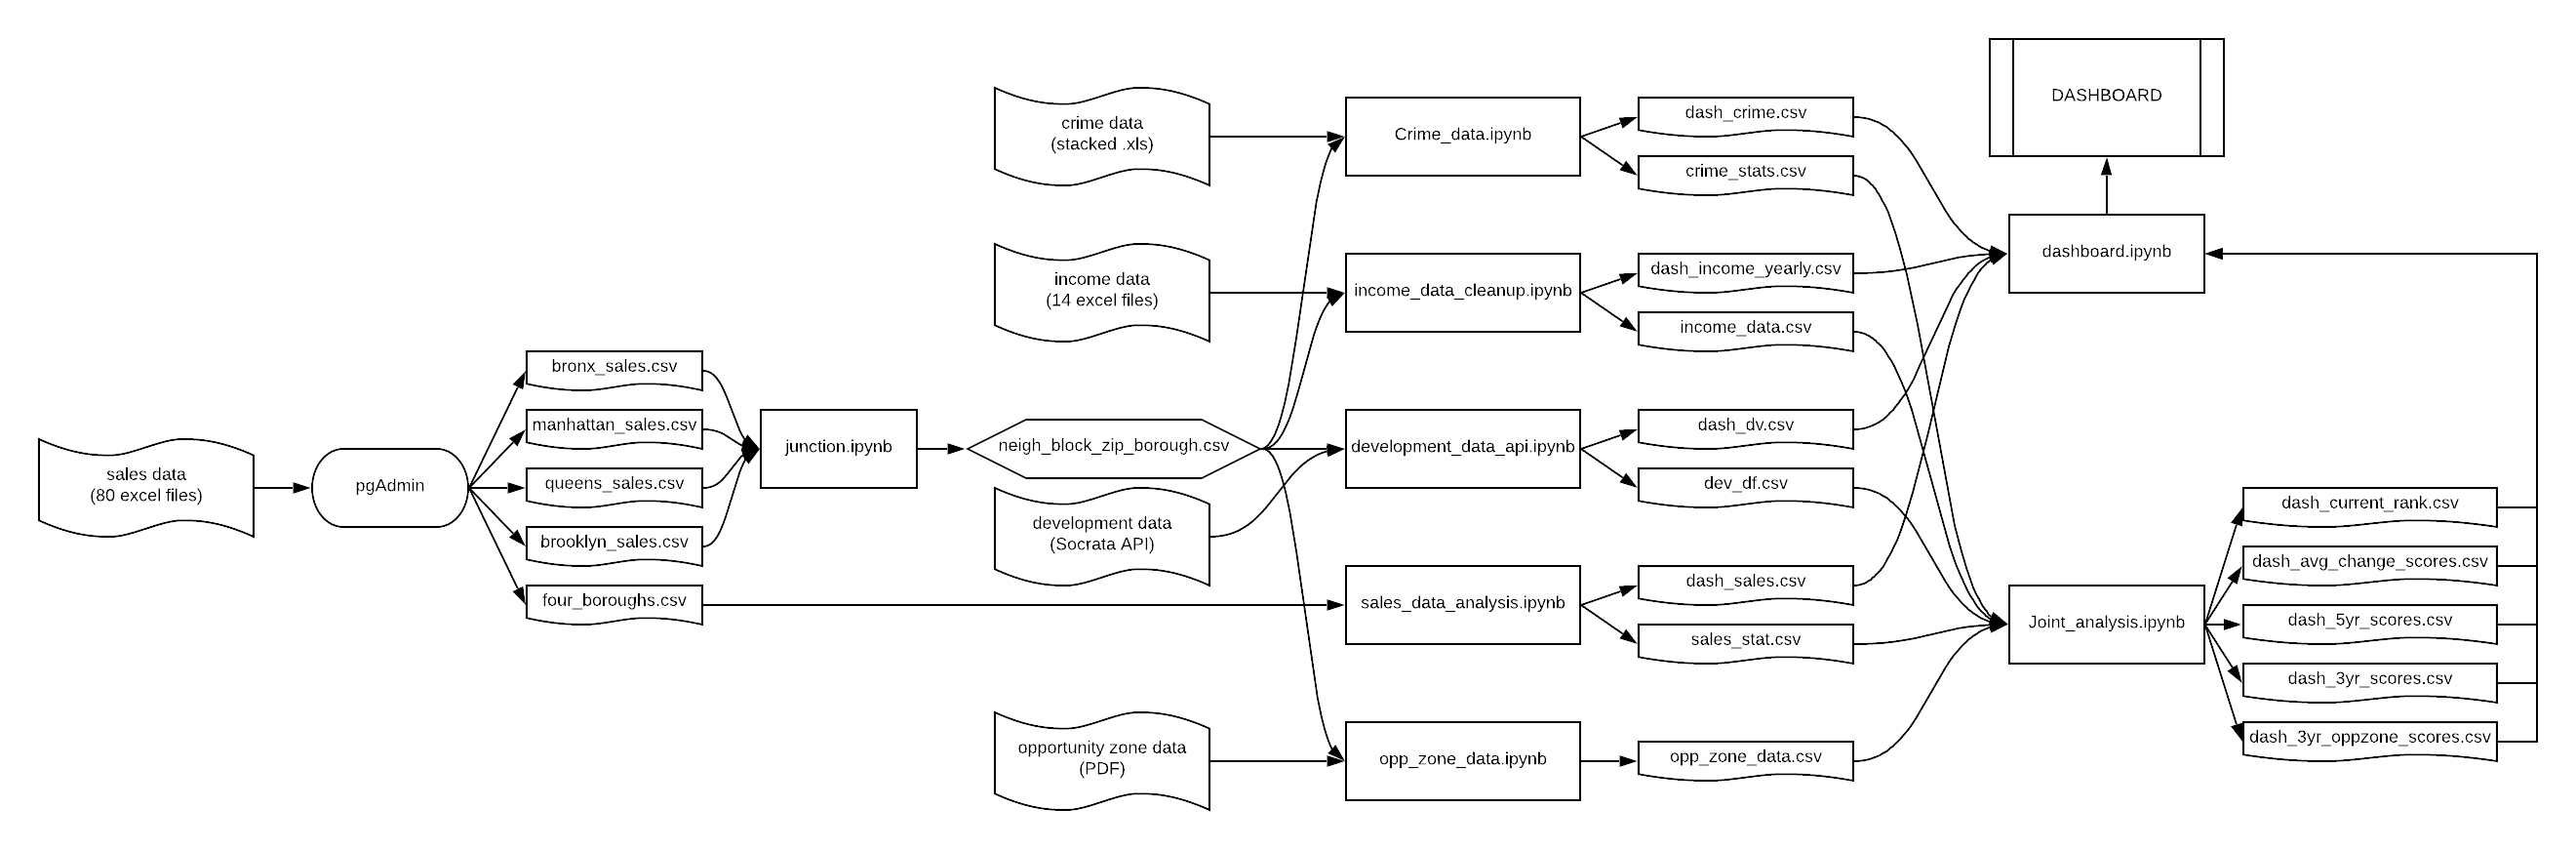 sales data
(80 excel files)
pgAdmin
bronx_sales.csv
manhattan_sales.csv
queens_sales.csv
brooklyn_sales.csv
four_boroughs.csv
junction.ipynb
neigh_block_zip_borough.csv
crime data
(stacked .xls)
income data
(14 excel files)
development data
(Socrata API)
opportunity zone data
(PDF)
Crime_data.ipynb
income_data_cleanup.ipynb
development_data_api.ipynb
sales_data_analysis.ipynb
opp_zone_data.ipynb
dash_crime.csv
crime_stats.csv
dash_income_yearly.csv
income_data.csv
dash_dv.csv
dev_df.csv
dash_sales.csv
sales_stat.csv
opp_zone_data.csv
DASHBOARD
dashboard.ipynb
Joint_analysis.ipynb
dash_current_rank.csv
dash_avg_change_scores.csv
dash_5yr_scores.csv
dash_3yr_scores.csv
dash_3yr_oppzone_scores.csv